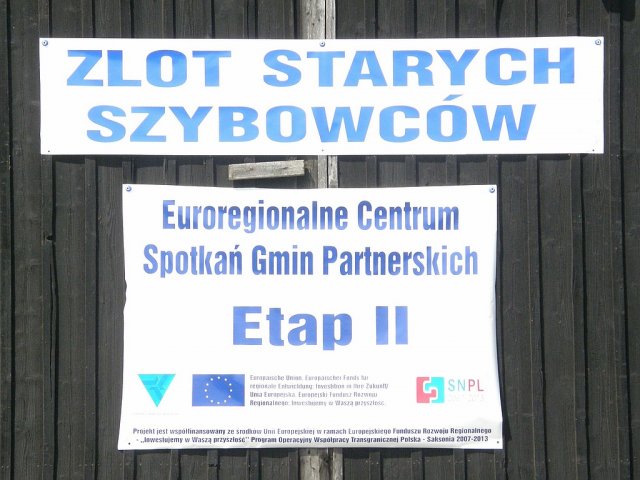 ZLOT STARYCH
SZYBOWCÓW
Euroregionalne Centrum
Spotkań Gmin Partnerskich
Etap II
Europäische Union. Europäischer Fonds für
regionale Entwicklung: Investition in Ihre Zukunft/
Unia Europejska. Europejski Fundusz Rozwoju
Regionalnego: Inwestujemy w Waszą przyszłość.
SNPL
2007-2013
Projekt jest współfinansowany ze środków Unii Europejskiej w ramach Europejskiego Funduszu Rozwoju Regionalnego
- „Inwestujemy w Waszą przyszłość" Program Operacyjny Współpracy Transgranicznej Polska - Saksonia 2007-2013